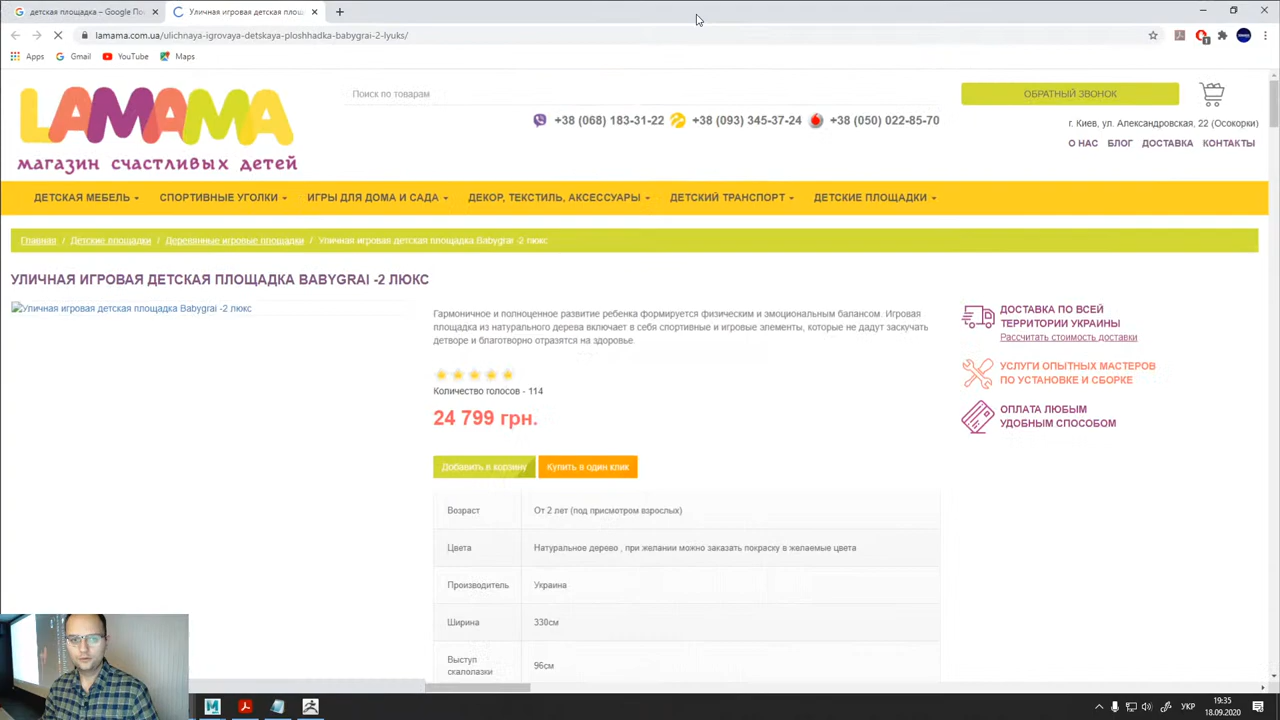 детская площадка – Google По
Уличная игровая детская площ
lamama.com.ua/ulichnaya-igrovaya-detskaya-ploshhadka-babygrai-2-lyuks/
Apps
Gmail
YouTube
Maps
LAMAMA
магазин счастливых детей
Поиск по товарам
+38 (068) 183-31-22
+38 (093) 345-37-24
+38 (050) 022-85-70
ОБРАТНЫЙ ЗВОНОК
г. Киев, ул. Александровская, 22 (Осокорки)
О НАС БЛОГ ДОСТАВКА КОНТАКТЫ
ДЕТСКАЯ МЕБЕЛЬ СПОРТИВНЫЕ УГОЛКИ ИГРЫ ДЛЯ ДОМА И САДА ДЕКОР, ТЕКСТИЛЬ, АКСЕССУАРЫ ДЕТСКИЙ ТРАНСПОРТ ДЕТСКИЕ ПЛОЩАДКИ
Главная / Детские площадки / Деревянные игровые площадки / Уличная игровая детская площадка Babygrai -2 люкс
УЛИЧНАЯ ИГРОВАЯ ДЕТСКАЯ ПЛОЩАДКА BABYGRAI -2 ЛЮКС
Уличная игровая детская площадка Babygrai -2 люкс
Гармоничное и полноценное развитие ребенка формируется физическим и эмоциональным балансом. Игровая
площадка из натурального дерева включает в себя спортивные и игровые элементы, которые не дадут заскучать
детворе и благотворно отразятся на здоровье.
Количество голосов - 114
24 799 грн.
Добавить в корзину
Купить в один клик
Возраст От 2 лет (под присмотром взрослых)
Цвета Натуральное дерево , при желании можно заказать покраску в желаемые цвета
Производитель Украина
Ширина 330см
Выступ
скалолазки 96см
ДОСТАВКА ПО ВСЕЙ
ТЕРРИТОРИИ УКРАИНЫ
Рассчитать стоимость доставки
УСЛУГИ ОПЫТНЫХ МАСТЕРОВ
ПО УСТАНОВКЕ И СБОРКЕ
ОПЛАТА ЛЮБЫМ
УДОБНЫМ СПОСОБОМ
УКР
19:35
18.09.2020